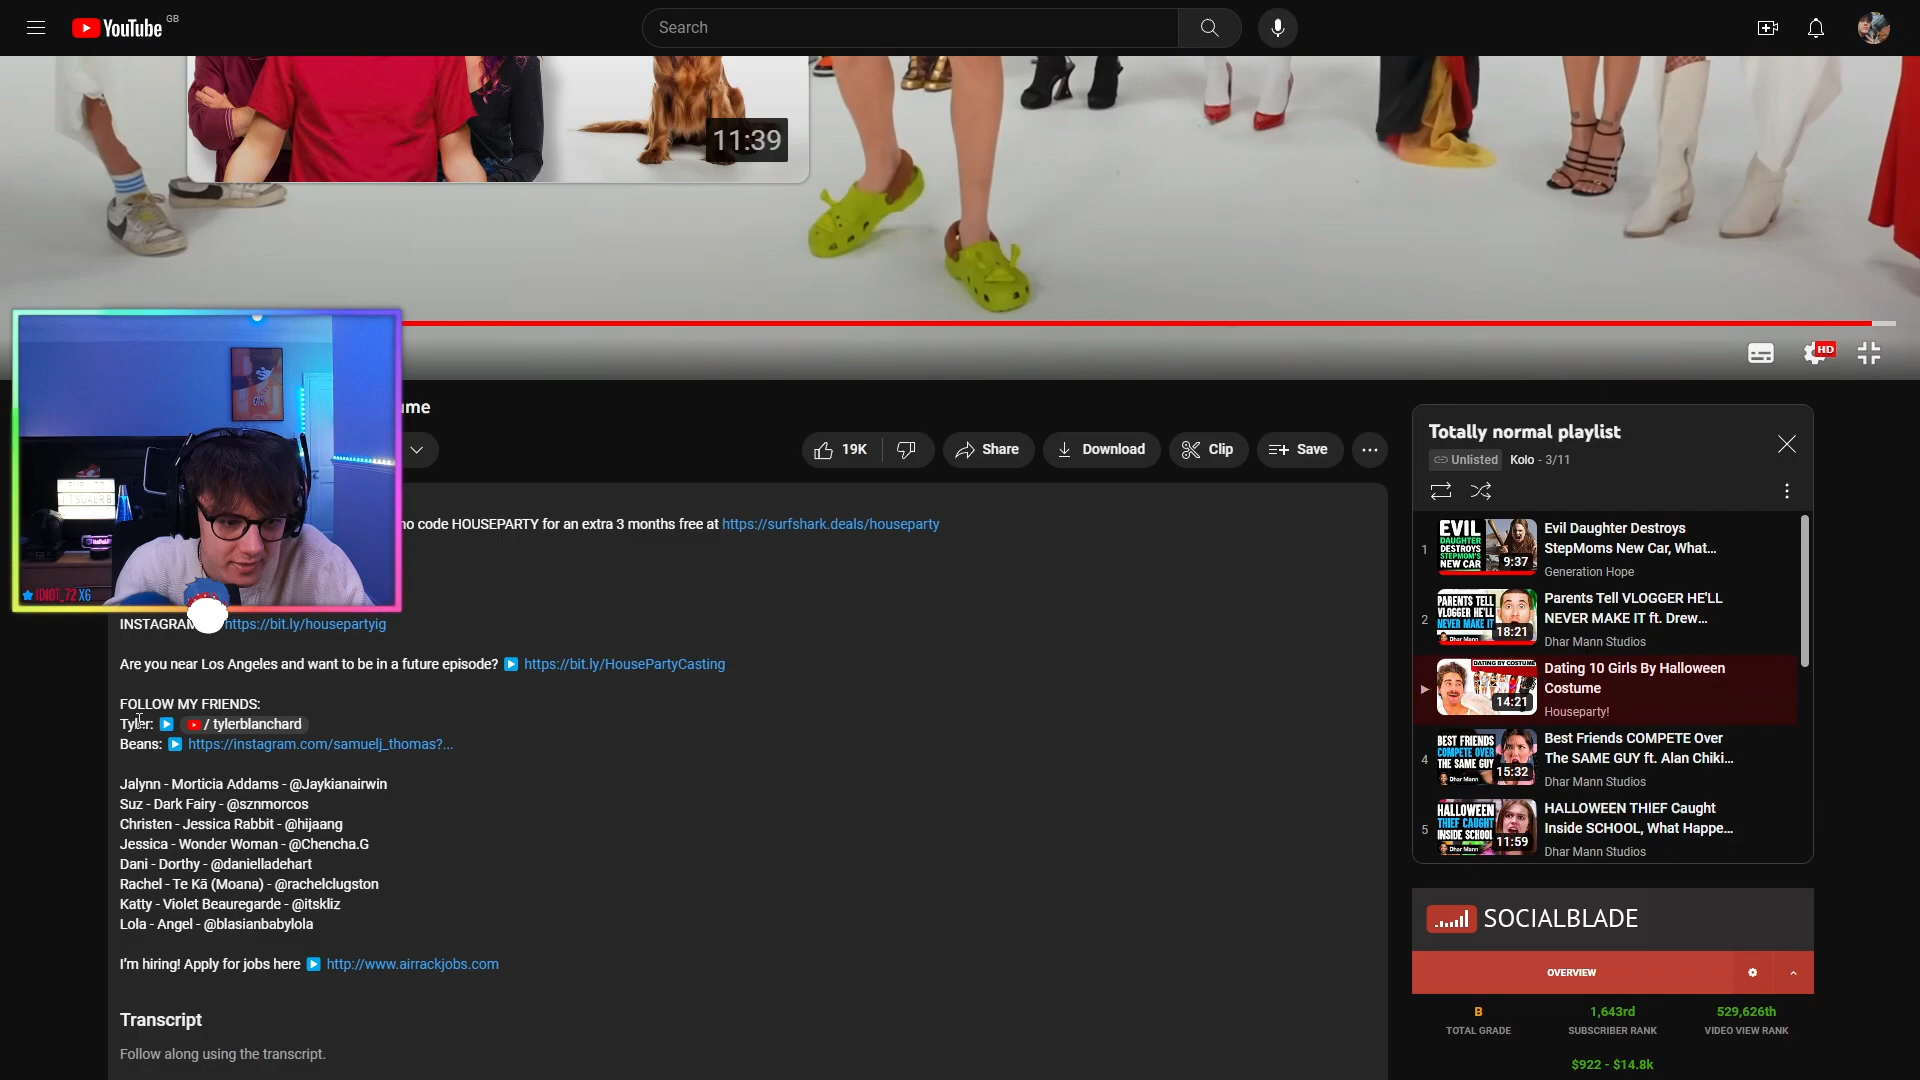 YouTube GB
Search
11:39
HD
ume
19K
Share
Download
Clip
Save
no code HOUSEPARTY for an extra 3 months free at https://surfshark.deals/houseparty
IDIOT_72 X6
INSTAGRAM https://bit.ly/housepartyig
Are you near Los Angeles and want to be in a future episode? https://bit.ly/HousePartyCasting
FOLLOW MY FRIENDS:
Tyler: / tylerblanchard
Beans: https://instagram.com/samuelj_thomas?...
Jalynn - Morticia Addams - @Jaykianairwin
Suz - Dark Fairy - @sznmorcos
Christen - Jessica Rabbit - @hijaang
Jessica - Wonder Woman - @Chencha.G
Dani - Dorthy - @danielladehart
Rachel - Te Kā (Moana) - @rachelclugston
Katty - Violet Beauregarde - @itskliz
Lola - Angel - @blasianbabylola
I'm hiring! Apply for jobs here http://www.airrackjobs.com
Transcript
Follow along using the transcript.
Totally normal playlist
Unlisted Kolo - 3/11
1
EVIL
DAUGHTER
DESTROYS
STEPMOM'S
NEW CAR
9:37
Evil Daughter Destroys
StepMoms New Car, What...
Generation Hope
2
PARENTS TELL
VLOGGER HE'LL
NEVER MAKE IT
Dhar Mann
18:21
Parents Tell VLOGGER HE'LL
NEVER MAKE IT ft. Drew...
Dhar Mann Studios
DATING BY COSTUME
14:21
Dating 10 Girls By Halloween
Costume
Houseparty!
4
BEST FRIENDS
COMPETE OVER
THE SAME GUY
Dhar Mann
15:32
Best Friends COMPETE Over
The SAME GUY ft. Alan Chiki...
Dhar Mann Studios
5
HALLOWEEN
THIEF CAUGHT
INSIDE SCHOOL
Dhar Mann
11:59
HALLOWEEN THIEF Caught
Inside SCHOOL, What Happe...
Dhar Mann Studios
SOCIALBLADE
OVERVIEW
B
TOTAL GRADE
1,643rd
SUBSCRIBER RANK
529,626th
VIDEO VIEW RANK
$922 - $14.8k